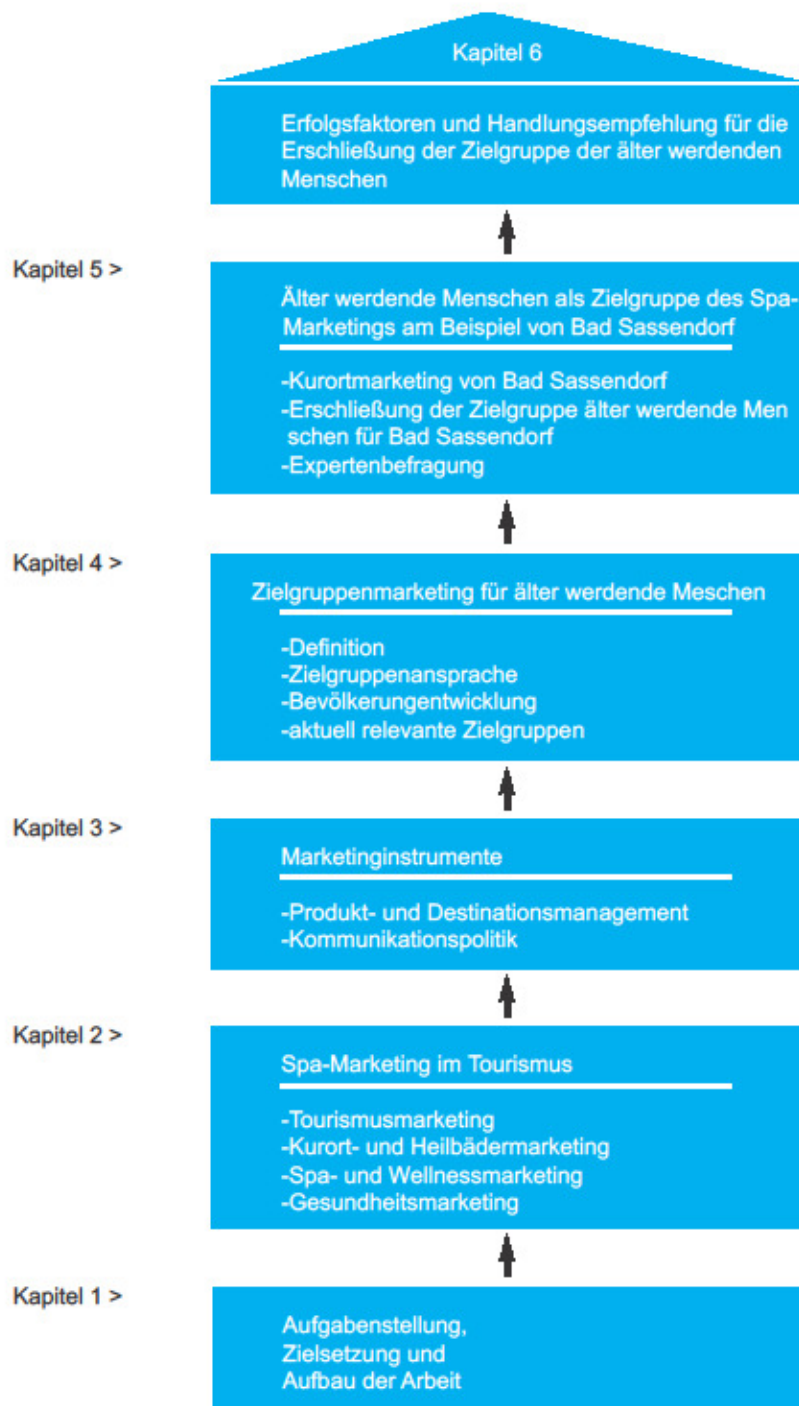 Kapitel 6
Erfolgsfaktoren und Handlungsempfehlung für die
Erschließung der Zielgruppe der älter werdenden
Menschen
Kapitel 5 >
Älter werdende Menschen als Zielgruppe des Spa-
Marketings am Beispiel von Bad Sassendorf
-Kurortmarketing von Bad Sassendorf
-Erschließung der Zielgruppe älter werdende Men
schen für Bad Sassendorf
-Expertenbefragung
Kapitel 4 >
Zielgruppenmarketing für älter werdende Meschen
-Definition
-Zielgruppenansprache
-Bevölkerungentwicklung
-aktuell relevante Zielgruppen
Kapitel 3 >
Marketinginstrumente
-Produkt- und Destinationsmanagement
-Kommunikationspolitik
Kapitel 2 >
Spa-Marketing im Tourismus
-Tourismusmarketing
-Kurort- und Heilbädermarketing
-Spa- und Wellnessmarketing
-Gesundheitsmarketing
Kapitel 1 >
Aufgabenstellung,
Zielsetzung und
Aufbau der Arbeit